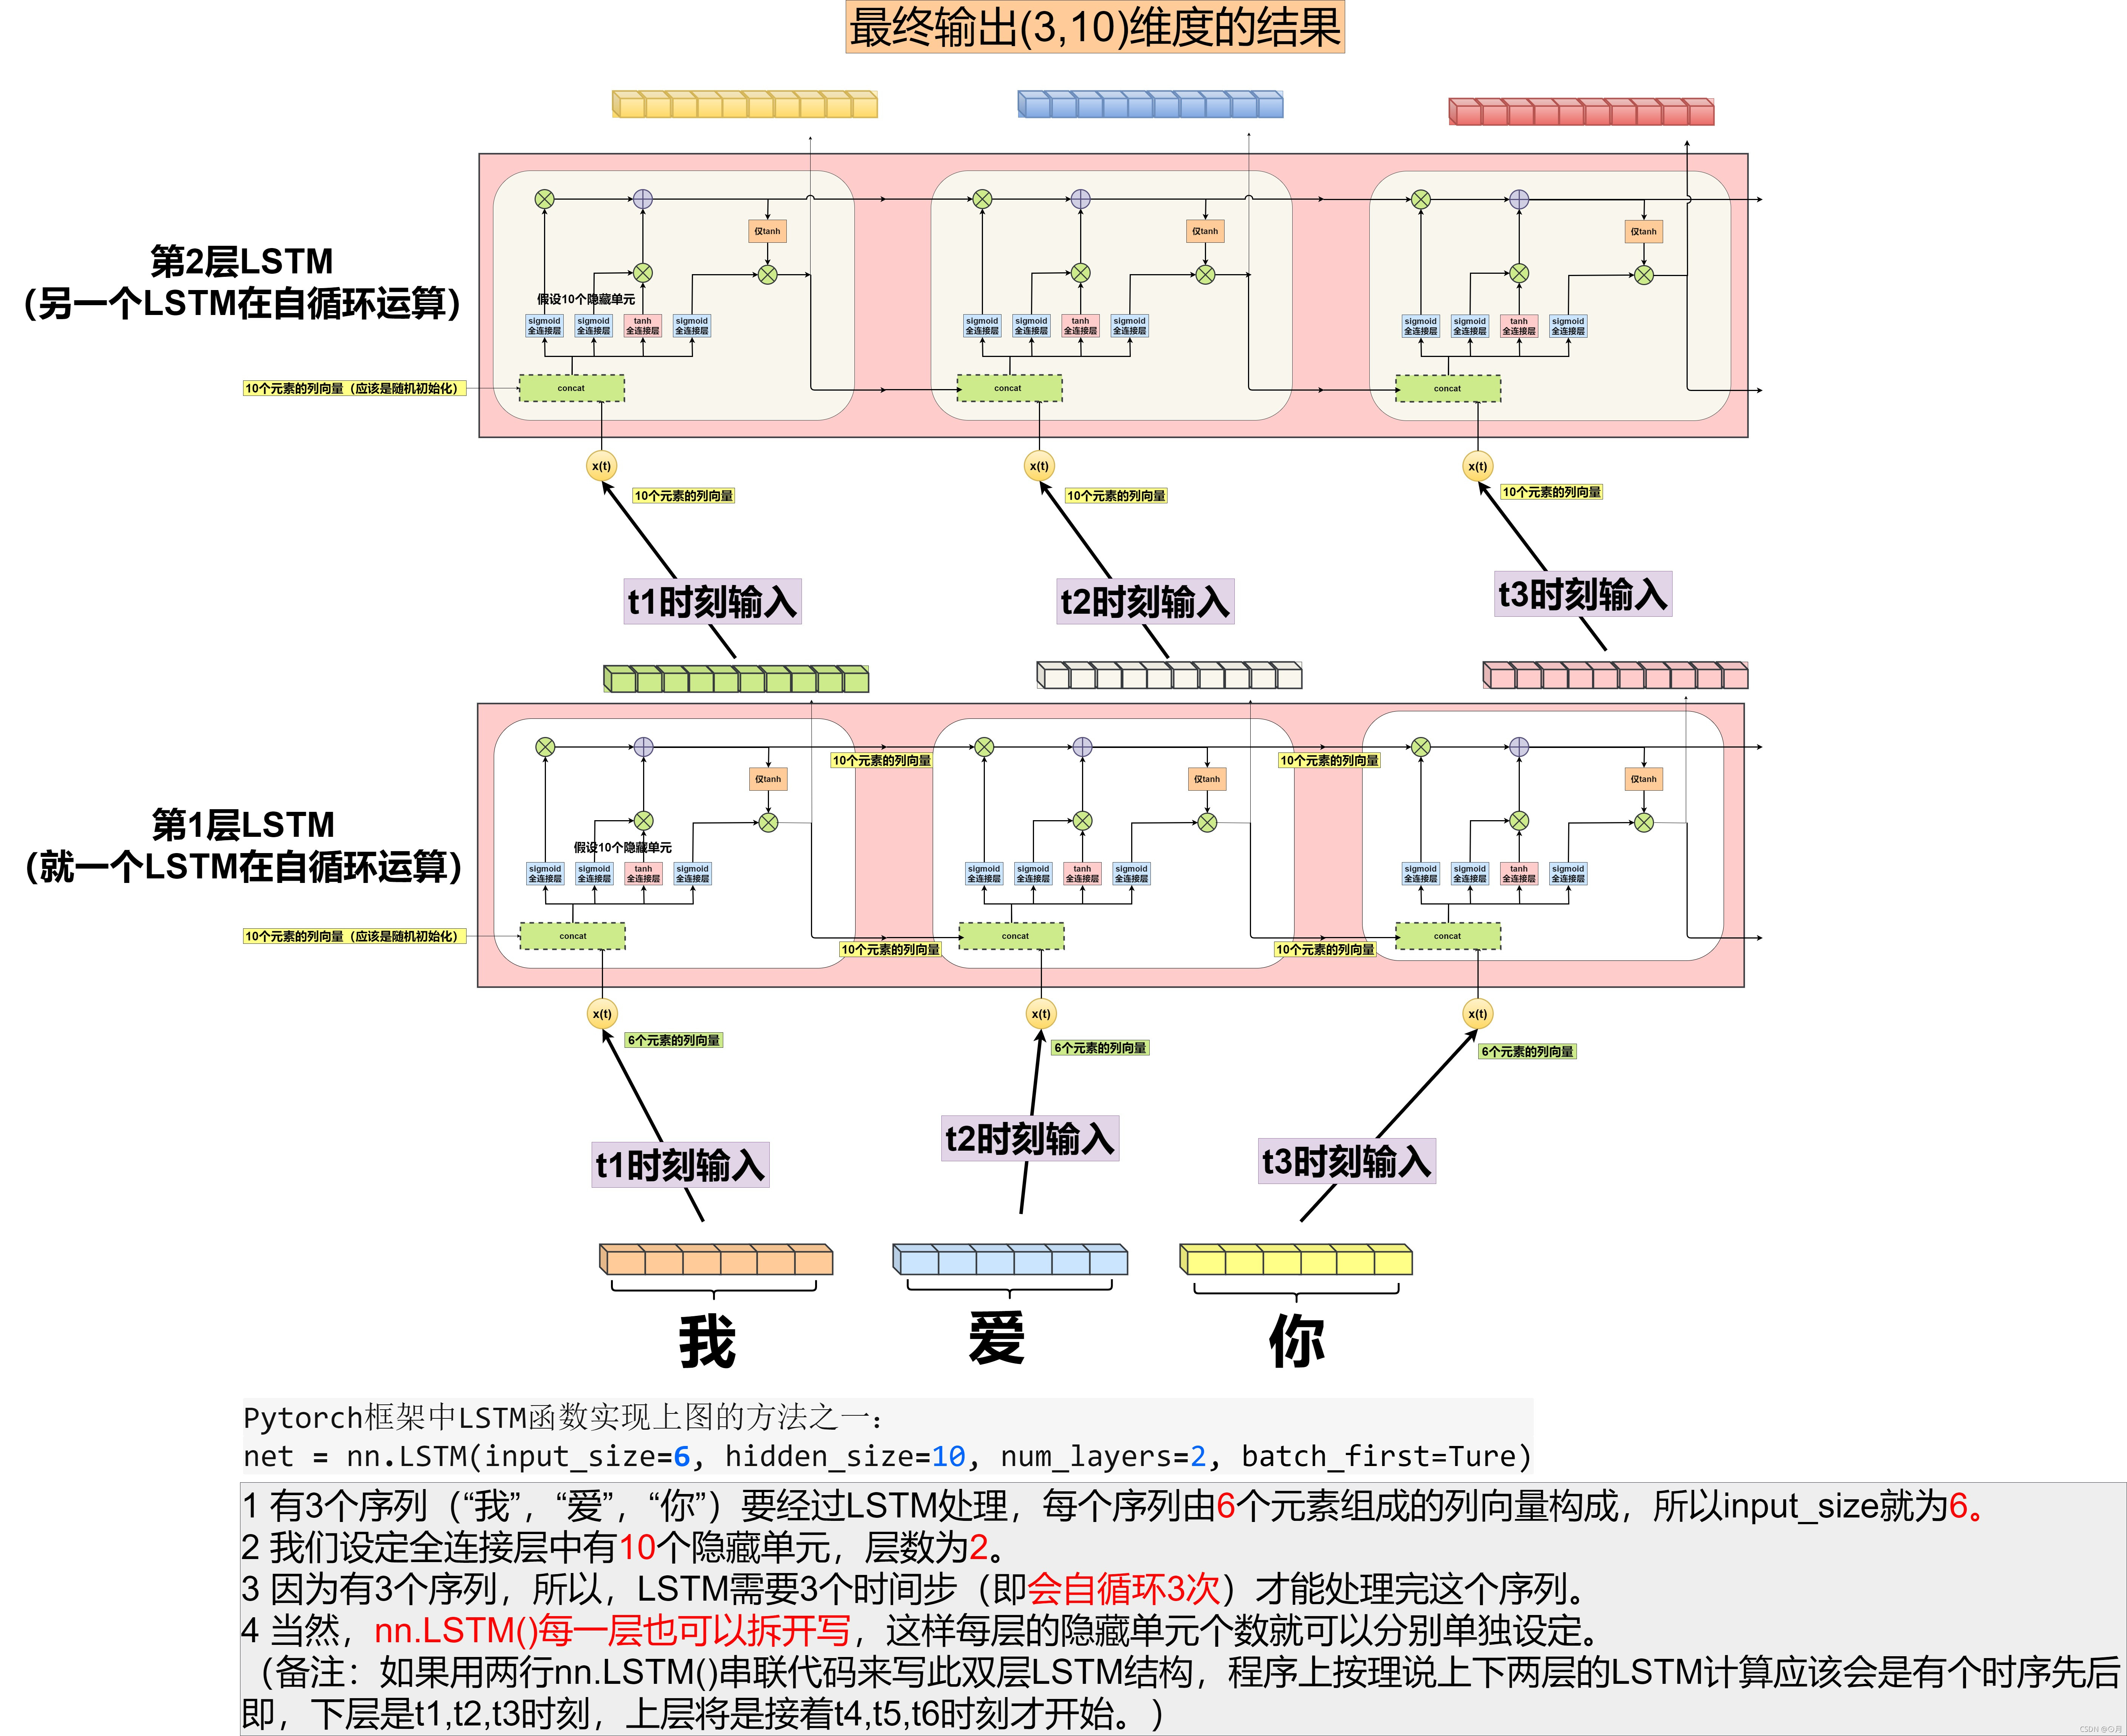 最终输出(3,10)维度的结果
第2层LSTM
（另一个LSTM在自循环运算）
仅tanh
仅tanh
仅tanh
假设10个隐藏单元
sigmoid
全连接层
sigmoid
全连接层
tanh
全连接层
sigmoid
全连接层
sigmoid
全连接层
sigmoid
全连接层
tanh
全连接层
sigmoid
全连接层
sigmoid
全连接层
sigmoid
全连接层
tanh
全连接层
sigmoid
全连接层
10个元素的列向量（应该是随机初始化）
concat
concat
concat
x(t)
x(t)
x(t)
10个元素的列向量
10个元素的列向量
10个元素的列向量
t1时刻输入
t2时刻输入
t3时刻输入
第1层LSTM
（就一个LSTM在自循环运算）
10个元素的列向量
10个元素的列向量
仅tanh
仅tanh
仅tanh
假设10个隐藏单元
sigmoid
全连接层
sigmoid
全连接层
tanh
全连接层
sigmoid
全连接层
sigmoid
全连接层
sigmoid
全连接层
tanh
全连接层
sigmoid
全连接层
sigmoid
全连接层
sigmoid
全连接层
tanh
全连接层
sigmoid
全连接层
10个元素的列向量（应该是随机初始化）
concat
concat
concat
10个元素的列向量
10个元素的列向量
x(t)
x(t)
x(t)
6个元素的列向量
6个元素的列向量
6个元素的列向量
t1时刻输入
t2时刻输入
t3时刻输入
我
爱
你
Pytorch框架中LSTM函数实现上图的方法之一：
net = nn.LSTM(input_size=6, hidden_size=10, num_layers=2, batch_first=Ture)
1 有3个序列（“我”，“爱”，“你”）要经过LSTM处理，每个序列由6个元素组成的列向量构成，所以input_size就为6。
2 我们设定全连接层中有10个隐藏单元，层数为2。
3 因为有3个序列，所以，LSTM需要3个时间步（即会自循环3次）才能处理完这个序列。
4 当然，nn.LSTM()每一层也可以拆开写，这样每层的隐藏单元个数就可以分别单独设定。
（备注：如果用两行nn.LSTM()串联代码来写此双层LSTM结构，程序上按理说上下两层的LSTM计算应该会是有个时序先后
即，下层是t1,t2,t3时刻，上层将是接着t4,t5,t6时刻才开始。）